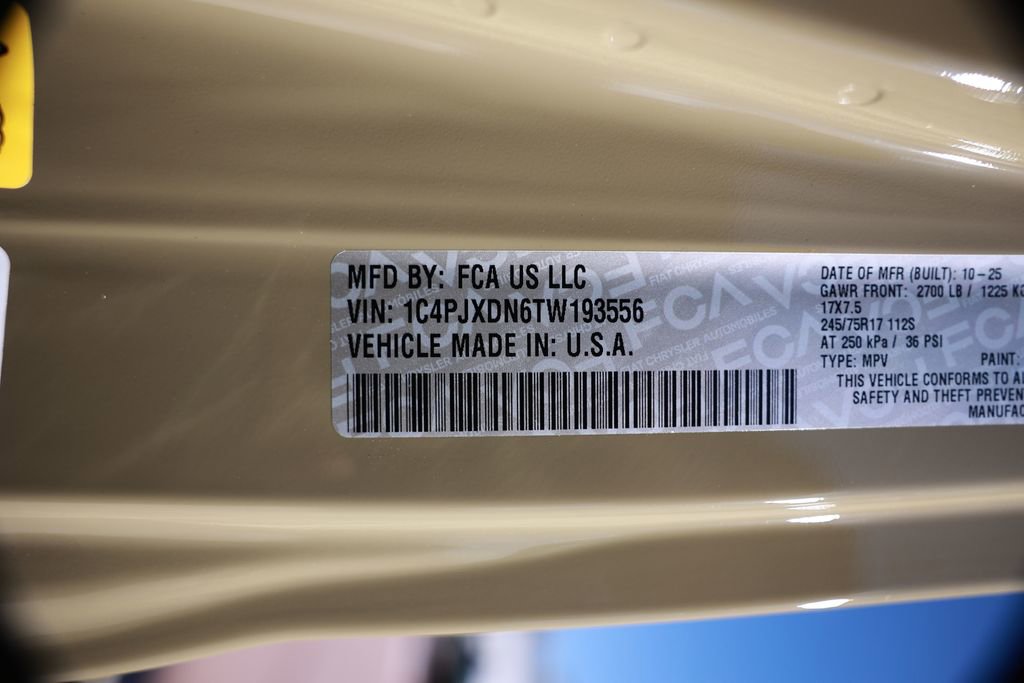 MFD BY: FCA US LLC
VIN: 1C4PJXDN6TW193556
VEHICLE MADE IN: U.S.A.
DATE OF MFR (BUILT): 10-25
GAWR FRONT: 2700 LB / 1225 KG
17X7.5
245/75R17 112S
AT 250 kPa / 36 PSI
TYPE: MPV PAINT:
THIS VEHICLE CONFORMS TO
SAFETY AND THEFT